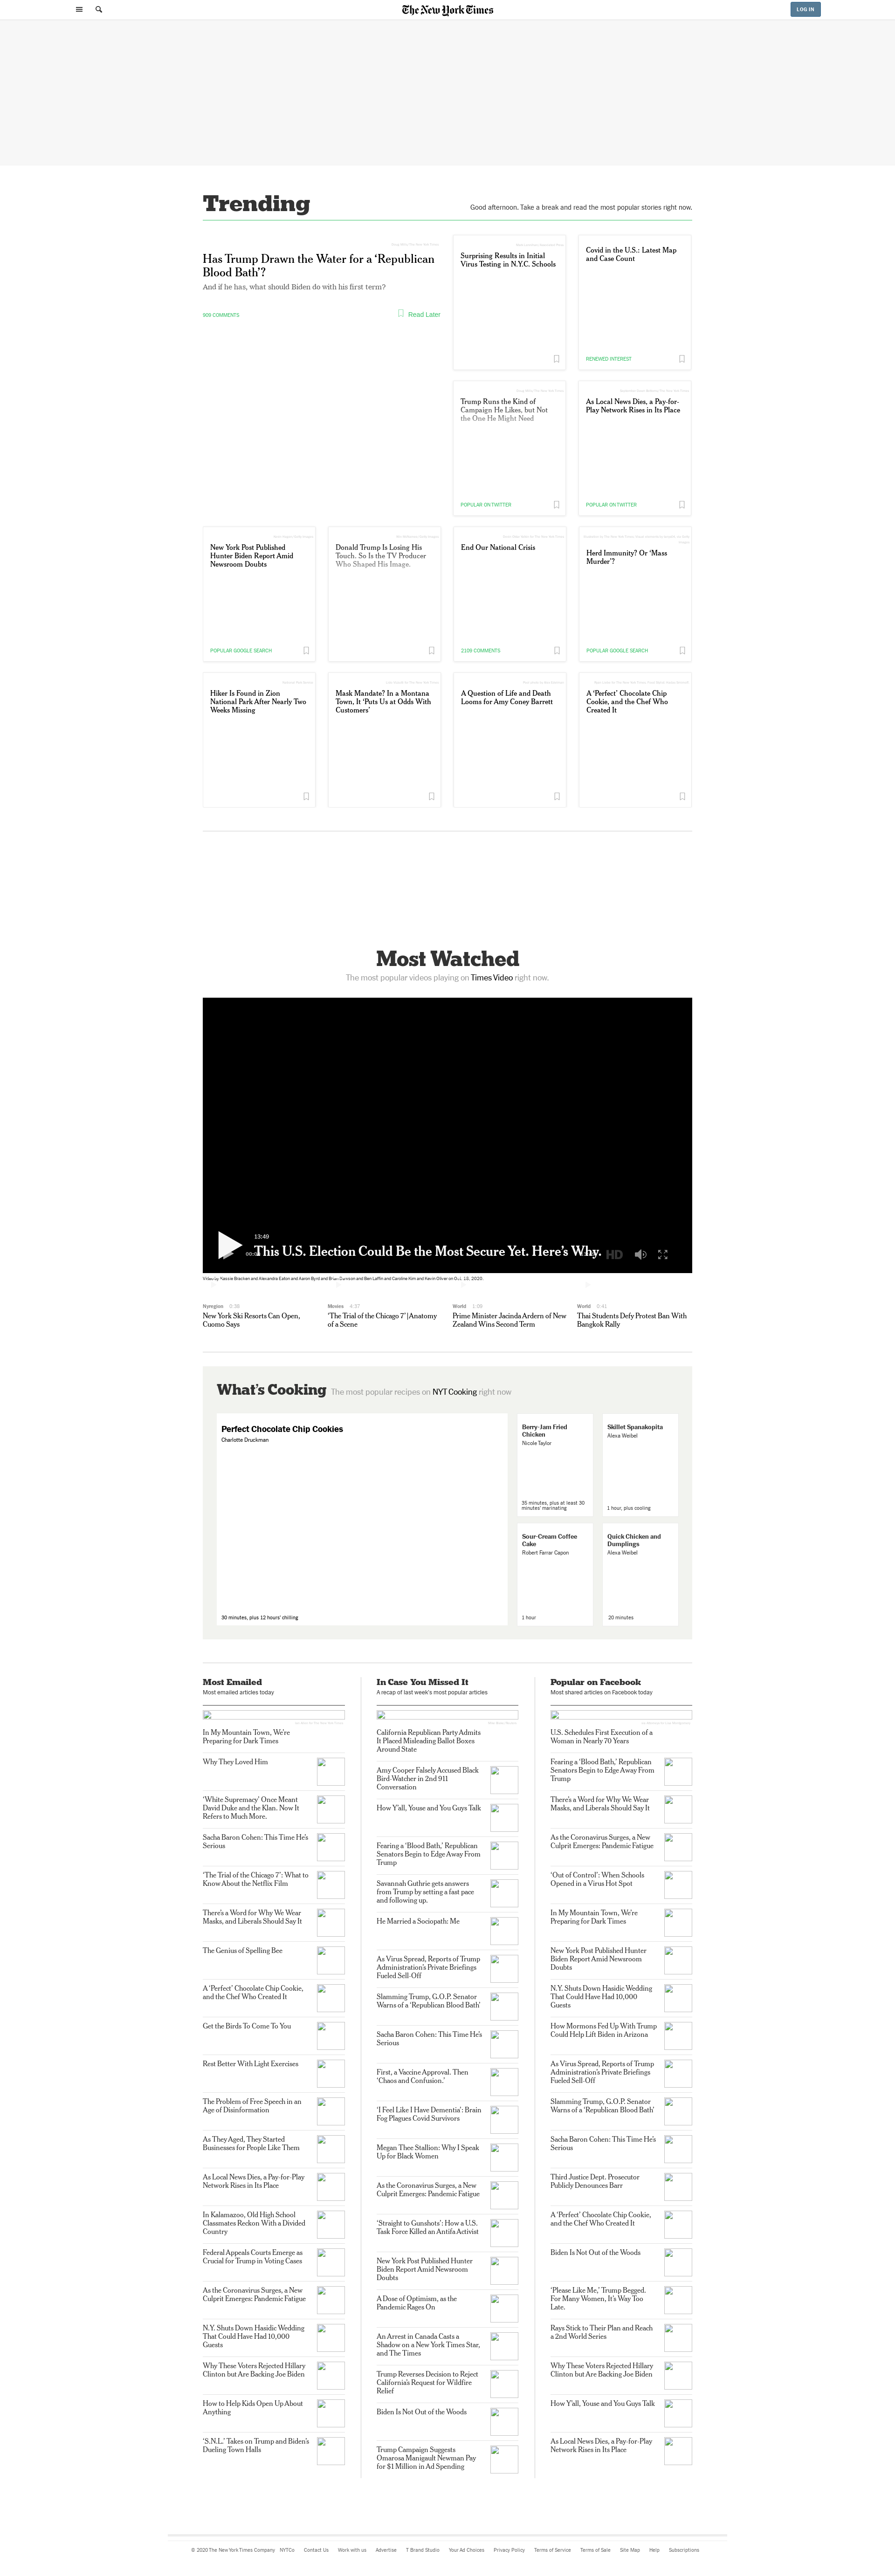 The New York Times
LOG IN
Trending
Good afternoon. Take a break and read the most popular stories right now.
Has Trump Drawn the Water for a ‘Republican
Blood Bath’?
And if he has, what should Biden do with his first term?
909 COMMENTS
Read Later
Surprising Results in Initial
Virus Testing in N.Y.C. Schools
Covid in the U.S.: Latest Map
and Case Count
RENEWED INTEREST
Trump Runs the Kind of
Campaign He Likes, but Not
the One He Might Need
POPULAR ON TWITTER
As Local News Dies, a Pay-for-
Play Network Rises in Its Place
POPULAR ON TWITTER
New York Post Published
Hunter Biden Report Amid
Newsroom Doubts
POPULAR GOOGLE SEARCH
Donald Trump Is Losing His
Touch. So Is the TV Producer
Who Shaped His Image.
End Our National Crisis
2108 COMMENTS
Herd Immunity? Or ‘Mass
Murder’?
POPULAR GOOGLE SEARCH
Hiker Is Found in Zion
National Park After Nearly Two
Weeks Missing
Mask Mandate? In a Montana
Town, It ‘Puts Us at Odds With
Customers’
A Question of Life and Death
Looms for Amy Coney Barrett
A ‘Perfect’ Chocolate Chip
Cookie, and the Chef Who
Created It
Most Watched
The most popular videos playing on Times Video right now.
13:49
This U.S. Election Could Be the Most Secure Yet. Here’s Why.
HD
Nyregion 0:38
New York Ski Resorts Can Open,
Cuomo Says
Movies 4:37
‘The Trial of the Chicago 7’ | Anatomy
of a Scene
World 1:09
Prime Minister Jacinda Ardern of New
Zealand Wins Second Term
World 0:41
Thai Students Defy Protest Ban With
Bangkok Rally
What’s Cooking The most popular recipes on NYT Cooking right now
Perfect Chocolate Chip Cookies
Charlotte Druckman
30 minutes, plus 12 hours’ chilling
Berry-Jam Fried
Chicken
Nicole Taylor
35 minutes, plus at least 30
minutes’ marinating
Skillet Spanakopita
Alexa Weibel
1 hour, plus cooling
Sour-Cream Coffee
Cake
Robert Farrar Capon
1 hour
Quick Chicken and
Dumplings
Alexa Weibel
20 minutes
Most Emailed
Most emailed articles today
In My Mountain Town, We’re
Preparing for Dark Times
Why They Loved Him
‘White Supremacy’ Once Meant
David Duke and the Klan. Now It
Refers to Much More.
Sacha Baron Cohen: This Time He’s
Serious
‘The Trial of the Chicago 7’: What to
Know About the Netflix Film
There’s a Word for Why We Wear
Masks, and Liberals Should Say It
The Genius of Spelling Bee
A ‘Perfect’ Chocolate Chip Cookie,
and the Chef Who Created It
Get the Birds To Come To You
Rest Better With Light Exercises
The Problem of Free Speech in an
Age of Disinformation
As They Aged, They Started
Businesses for People Like Them
As Local News Dies, a Pay-for-Play
Network Rises in Its Place
In Kalamazoo, Old High School
Classmates Reckon With a Divided
Country
Federal Appeals Courts Emerge as
Crucial for Trump in Voting Cases
As the Coronavirus Surges, a New
Culprit Emerges: Pandemic Fatigue
N.Y. Shuts Down Hasidic Wedding
That Could Have Had 10,000
Guests
Why These Voters Rejected Hillary
Clinton but Are Backing Joe Biden
How to Help Kids Open Up About
Anything
‘S.N.L.’ Takes on Trump and Biden’s
Dueling Town Halls
In Case You Missed It
A recap of last week’s most popular articles
California Republican Party Admits
It Placed Misleading Ballot Boxes
Around State
Amy Cooper Falsely Accused Black
Bird-Watcher in 2nd 911
Conversation
How Y’all, Youse and You Guys Talk
Fearing a ‘Blood Bath,’ Republican
Senators Begin to Edge Away From
Trump
Savannah Guthrie gets answers
from Trump by setting a fast pace
and following up.
He Married a Sociopath: Me
As Virus Spread, Reports of Trump
Administration’s Private Briefings
Fueled Sell-Off
Slamming Trump, G.O.P. Senator
Warns of a ‘Republican Blood Bath’
Sacha Baron Cohen: This Time He’s
Serious
First, a Vaccine Approval. Then
‘Chaos and Confusion.’
‘I Feel Like I Have Dementia’: Brain
Fog Plagues Covid Survivors
Megan Thee Stallion: Why I Speak
Up for Black Women
As the Coronavirus Surges, a New
Culprit Emerges: Pandemic Fatigue
‘Straight to Gunshots’: How a U.S.
Task Force Killed an Antifa Activist
New York Post Published Hunter
Biden Report Amid Newsroom
Doubts
A Dose of Optimism, as the
Pandemic Rages On
An Arrest in Canada Casts a
Shadow on a New York Times Star,
and The Times
Trump Reverses Decision to Reject
California’s Request for Wildfire
Relief
Biden Is Not Out of the Woods
Trump Campaign Suggests
Omarosa Manigault Newman Pay
for $1 Million in Ad Spending
Popular on Facebook
Most shared articles on Facebook today
U.S. Schedules First Execution of a
Woman in Nearly 70 Years
Fearing a ‘Blood Bath,’ Republican
Senators Begin to Edge Away From
Trump
There’s a Word for Why We Wear
Masks, and Liberals Should Say It
As the Coronavirus Surges, a New
Culprit Emerges: Pandemic Fatigue
‘Out of Control’: When Schools
Opened in a Virus Hot Spot
In My Mountain Town, We’re
Preparing for Dark Times
New York Post Published Hunter
Biden Report Amid Newsroom
Doubts
N.Y. Shuts Down Hasidic Wedding
That Could Have Had 10,000
Guests
How Mormons Fed Up With Trump
Could Help Lift Biden in Arizona
As Virus Spread, Reports of Trump
Administration’s Private Briefings
Fueled Sell-Off
Slamming Trump, G.O.P. Senator
Warns of a ‘Republican Blood Bath’
Sacha Baron Cohen: This Time He’s
Serious
Third Justice Dept. Prosecutor
Publicly Denounces Barr
A ‘Perfect’ Chocolate Chip Cookie,
and the Chef Who Created It
Biden Is Not Out of the Woods
‘Please Like Me,’ Trump Begged.
For Many Women, It’s Way Too
Late.
Rays Stick to Their Plan and Reach
a 2nd World Series
Why These Voters Rejected Hillary
Clinton but Are Backing Joe Biden
How Y’all, Youse and You Guys Talk
As Local News Dies, a Pay-for-Play
Network Rises in Its Place
© 2020 The New York Times Company NYTCo Contact Us Work with us Advertise T Brand Studio Your Ad Choices Privacy Policy Terms of Service Terms of Sale Site Map Help Subscriptions